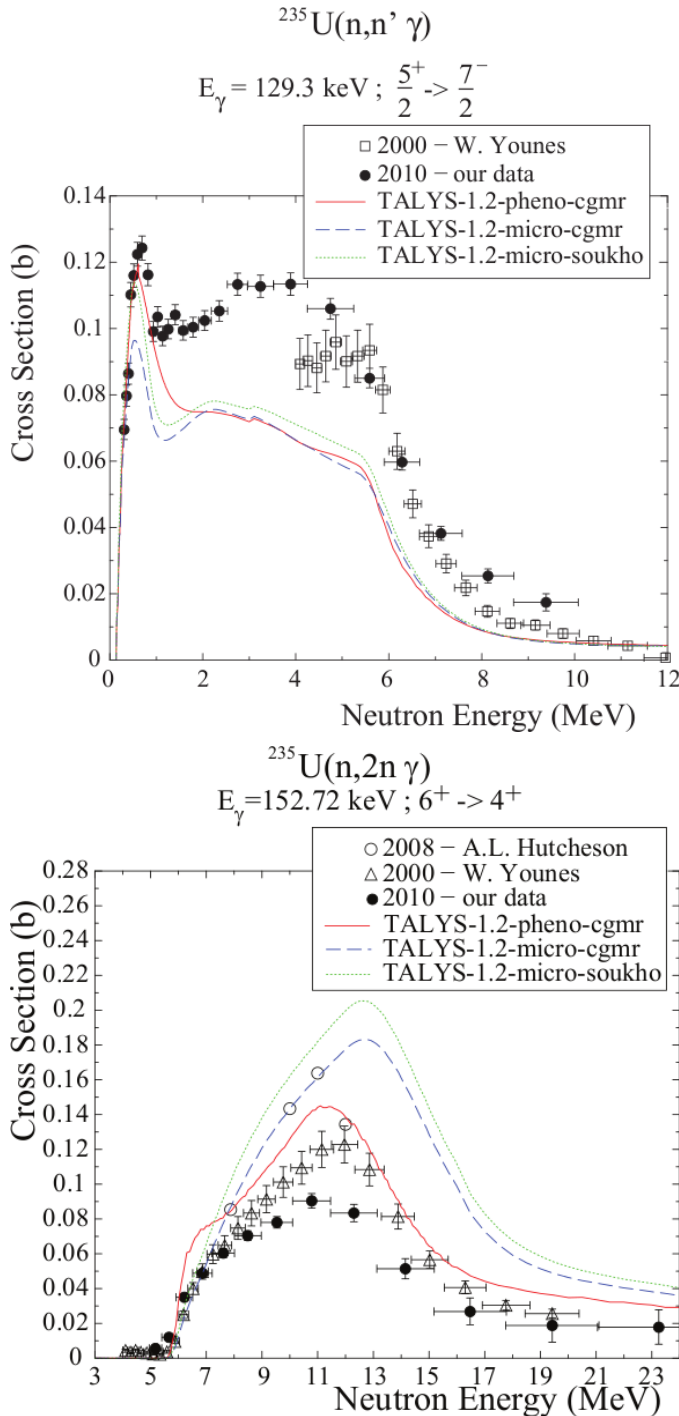 ²³⁵U(n,n’ γ)
E_γ = 129.3 keV ; 5/2⁺ -> 7/2⁻
2000 − W. Younes
2010 − our data
TALYS-1.2-pheno-cgmr
TALYS-1.2-micro-cgmr
TALYS-1.2-micro-soukho
Cross Section (b)
0.14
0.12
0.1
0.08
0.06
0.04
0.02
0
0 2 4 6 8 10 12
Neutron Energy (MeV)
²³⁵U(n,2n γ)
E_γ=152.72 keV ; 6⁺ -> 4⁺
2008 − A.L. Hutcheson
2000 − W. Younes
2010 − our data
TALYS-1.2-pheno-cgmr
TALYS-1.2-micro-cgmr
TALYS-1.2-micro-soukho
Cross Section (b)
0.28
0.26
0.24
0.22
0.2
0.18
0.16
0.14
0.12
0.1
0.08
0.06
0.04
0.02
0
3 5 7 9 11 13 15 17 19 21 23
Neutron Energy (MeV)